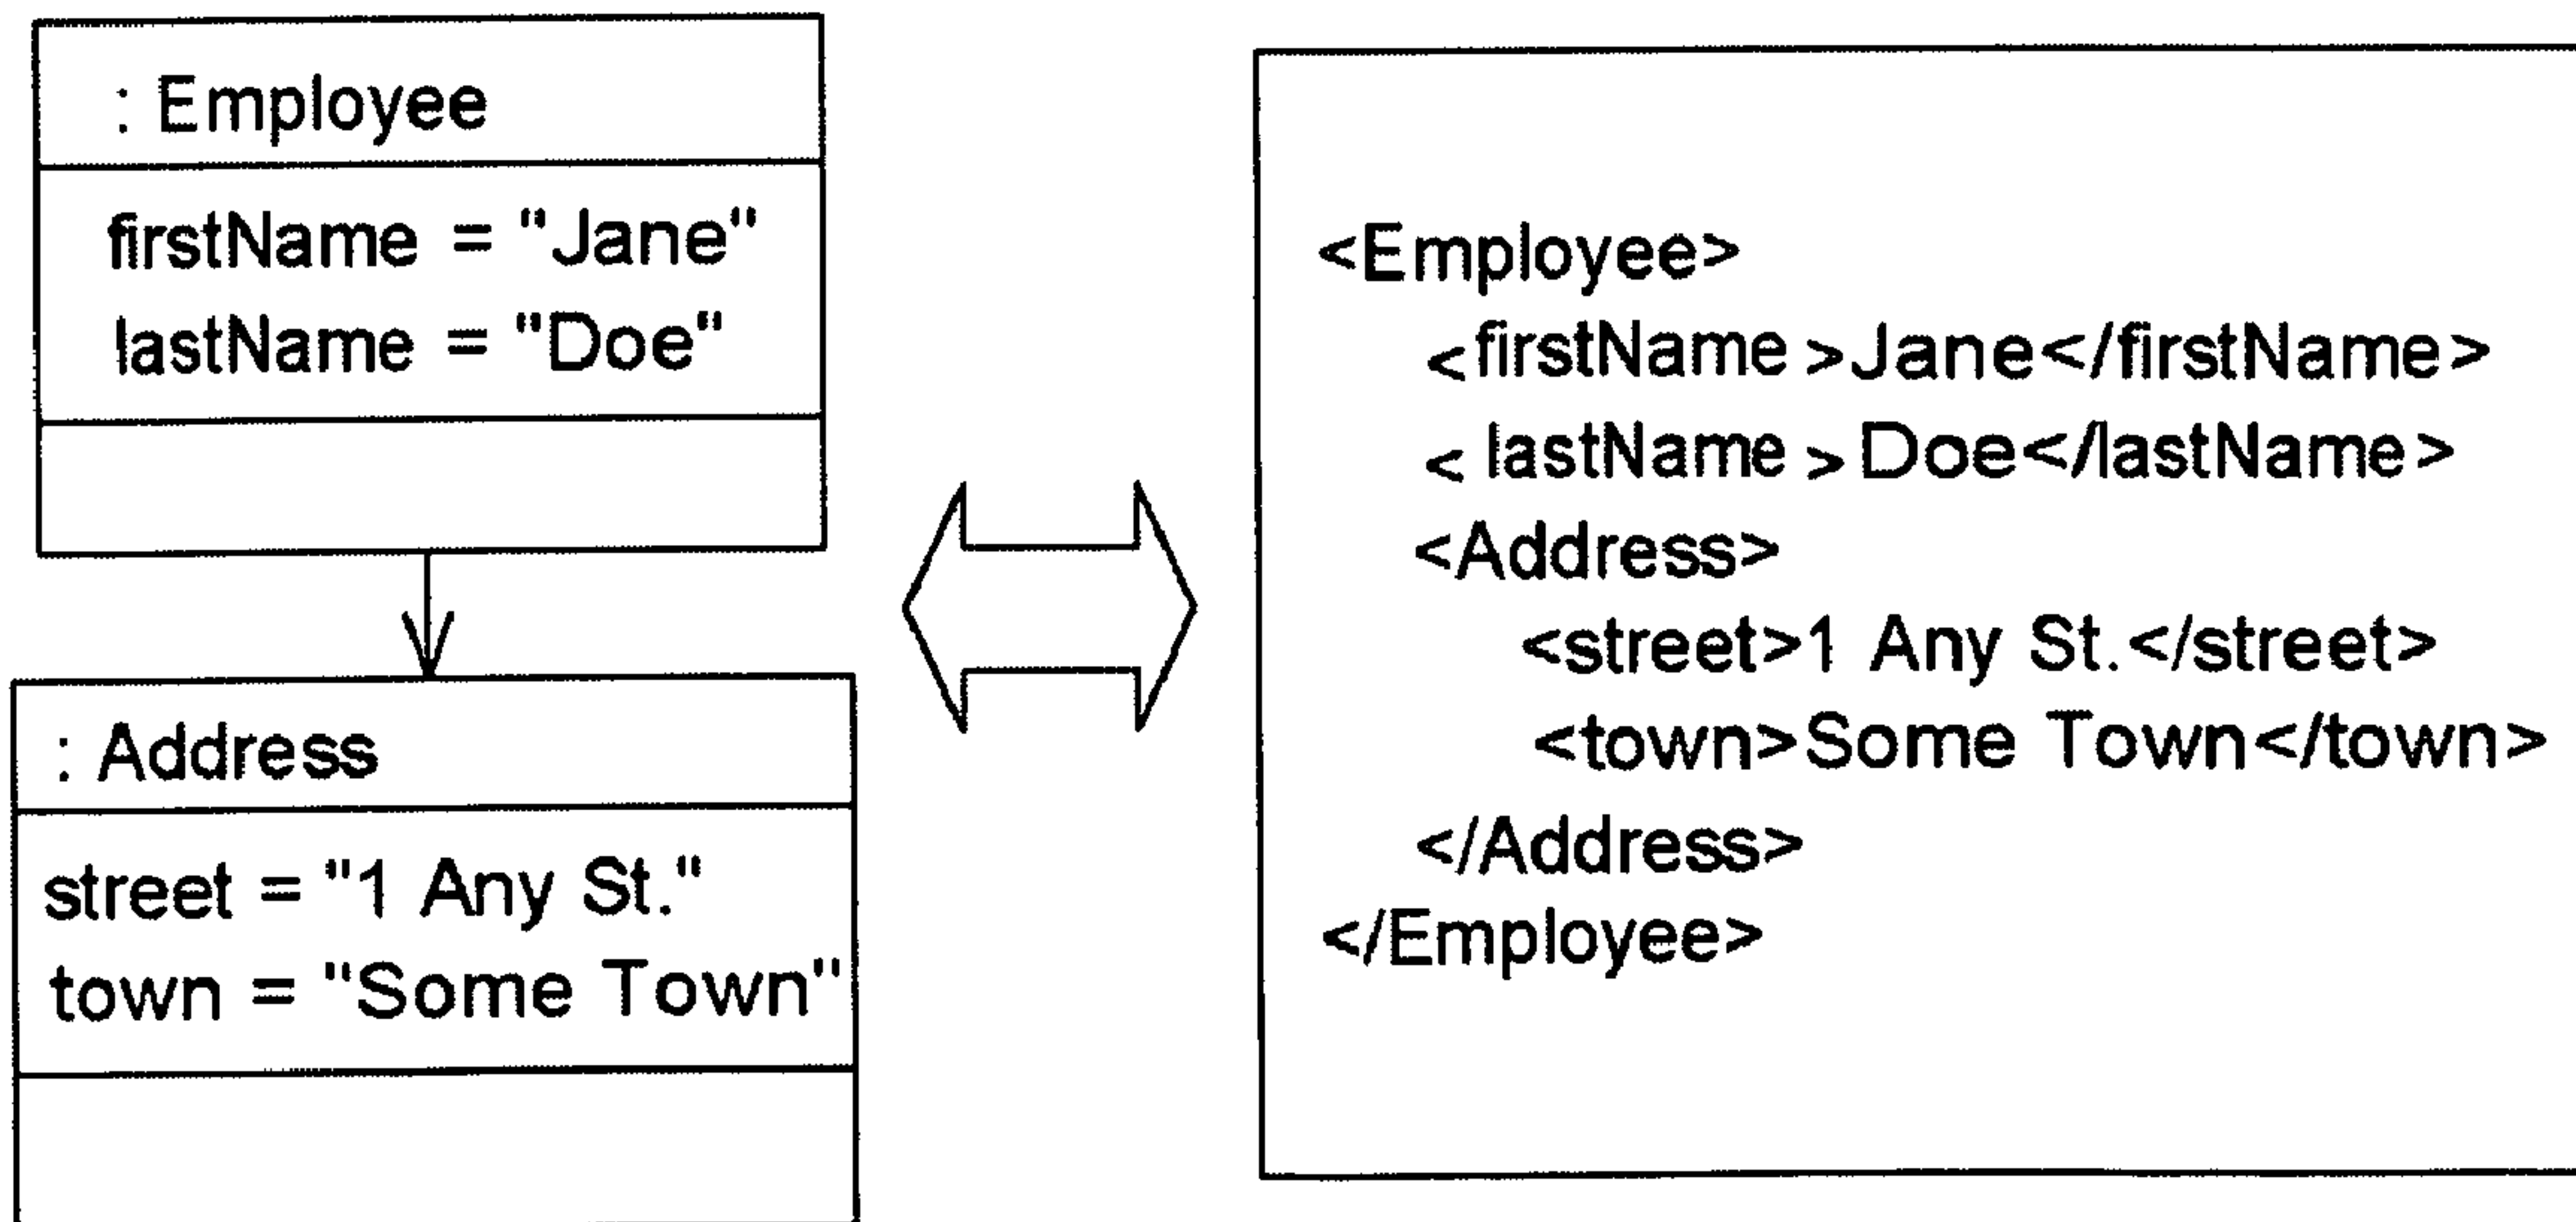 : Employee
firstName = "Jane"
lastName = "Doe"
: Address
street = "1 Any St."
town = "Some Town"
<Employee>
<firstName >Jane</firstName>
< lastName > Doe</lastName>
<Address>
<street>1 Any St.</street>
<town>Some Town</town>
</Address>
</Employee>